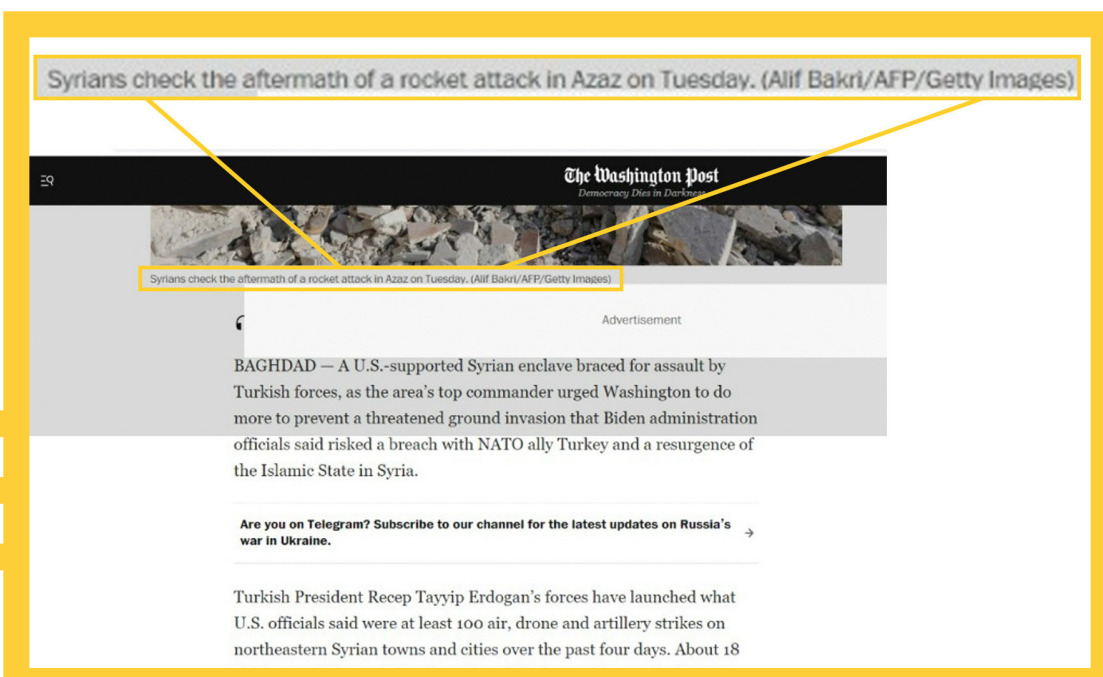 Syrians check the aftermath of a rocket attack in Azaz on Tuesday. (Alif Bakri/AFP/Getty Images)
The Washington Post
Democracy Dies in Darkness
Syrians check the aftermath of a rocket attack in Azaz on Tuesday. (Alif Bakri/AFP/Getty Images)
Advertisement
BAGHDAD — A U.S.-supported Syrian enclave braced for assault by
Turkish forces, as the area's top commander urged Washington to do
more to prevent a threatened ground invasion that Biden administration
officials said risked a breach with NATO ally Turkey and a resurgence of
the Islamic State in Syria.
Are you on Telegram? Subscribe to our channel for the latest updates on Russia's
war in Ukraine.
Turkish President Recep Tayyip Erdogan's forces have launched what
U.S. officials said were at least 100 air, drone and artillery strikes on
northeastern Syrian towns and cities over the past four days. About 18